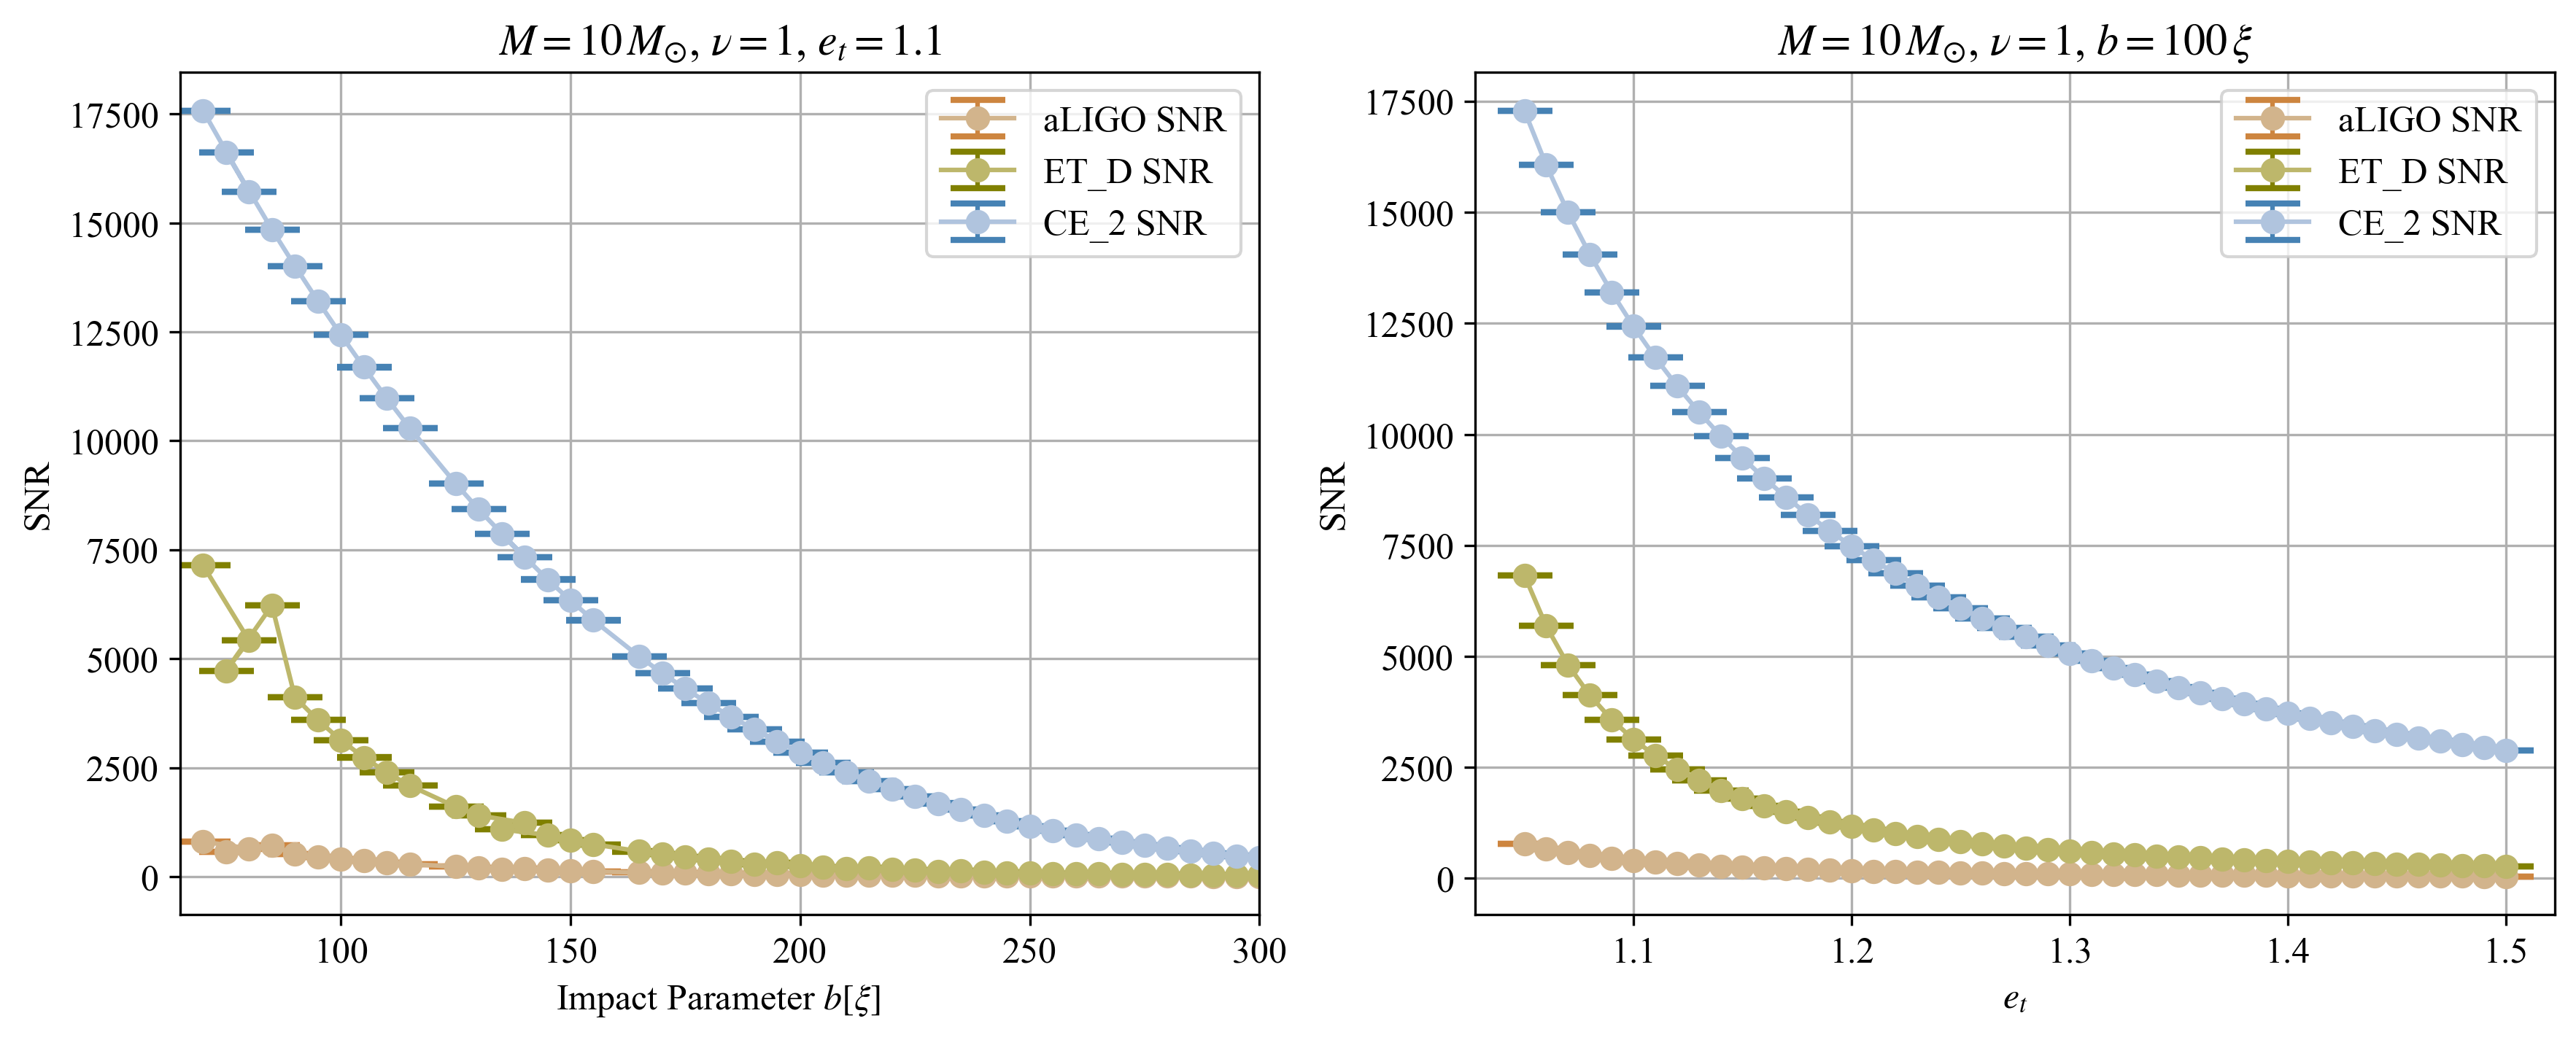 M = 10 M⊙, ν = 1, e_t = 1.1
17500
15000
12500
10000
7500
5000
2500
0
SNR
aLIGO SNR
ET_D SNR
CE_2 SNR
100 150 200 250 300
Impact Parameter b[ξ]
M = 10 M⊙, ν = 1, b = 100 ξ
17500
15000
12500
10000
7500
5000
2500
0
SNR
aLIGO SNR
ET_D SNR
CE_2 SNR
1.1 1.2 1.3 1.4 1.5
e_t